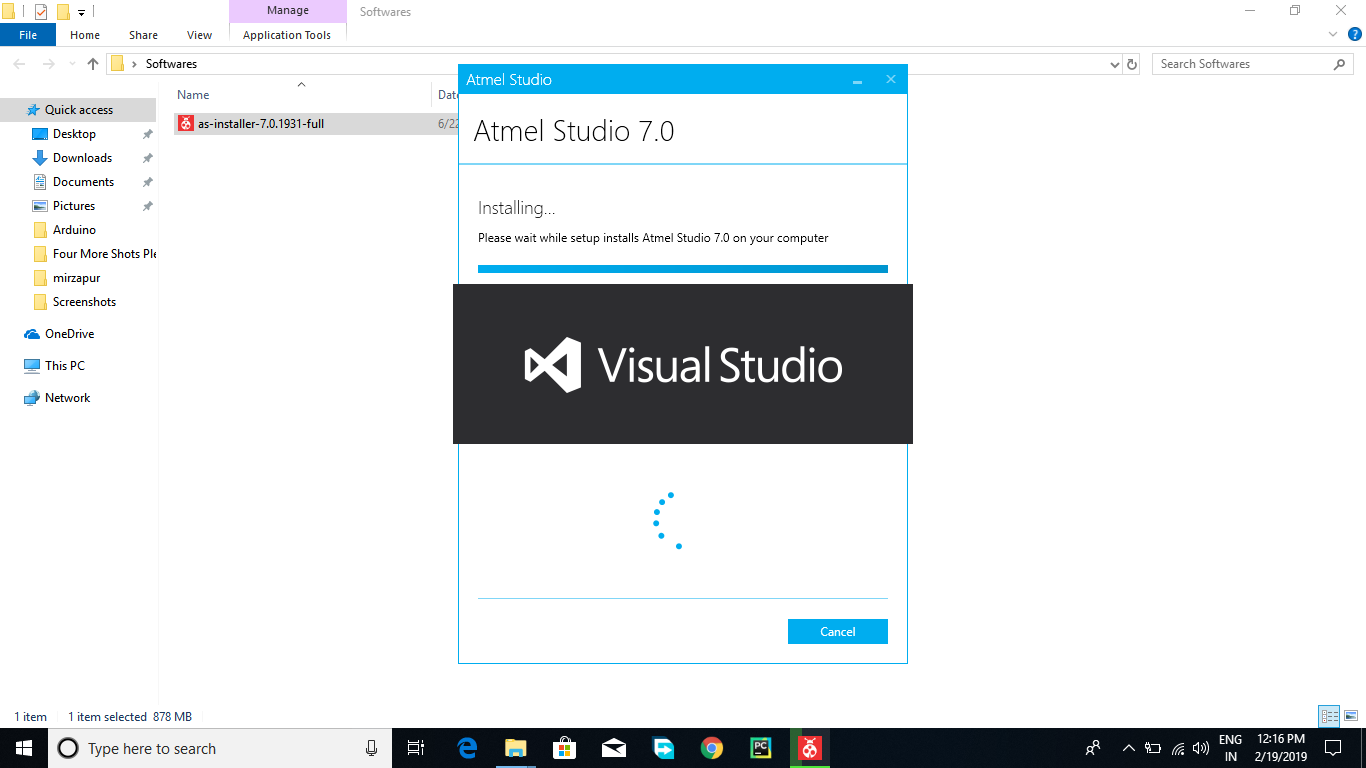 Manage
Softwares
File
Home
Share
View
Application Tools
Softwares
Search Softwares
Name
Date
as-installer-7.0.1931-full
6/22
Quick access
Desktop
Downloads
Documents
Pictures
Arduino
Four More Shots Ple
mirzapur
Screenshots
OneDrive
This PC
Network
Atmel Studio
Atmel Studio 7.0
Installing...
Please wait while setup installs Atmel Studio 7.0 on your computer
Visual Studio
Cancel
1 item
1 item selected 878 MB
Type here to search
PC
ENG
IN
12:16 PM
2/19/2019